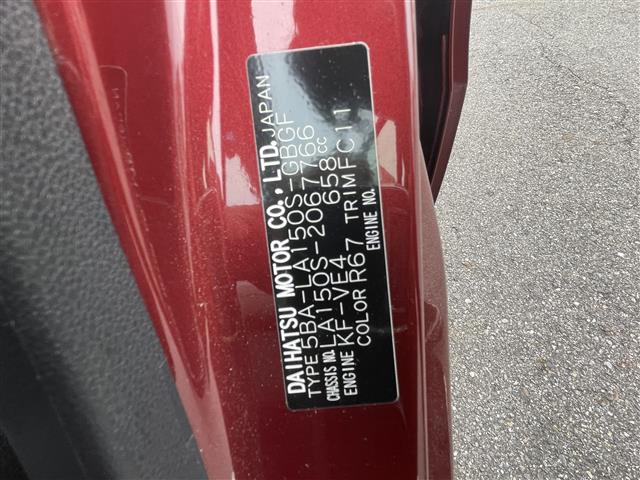 DAIHATSU MOTOR CO., LTD. JAPAN
TYPE 5BA-LA150S-GBGF
CHASSIS NO. LA150S-2067766
ENGINE KF-VE4 658cc
COLOR R67 TRIM FC11
ENGINE NO.